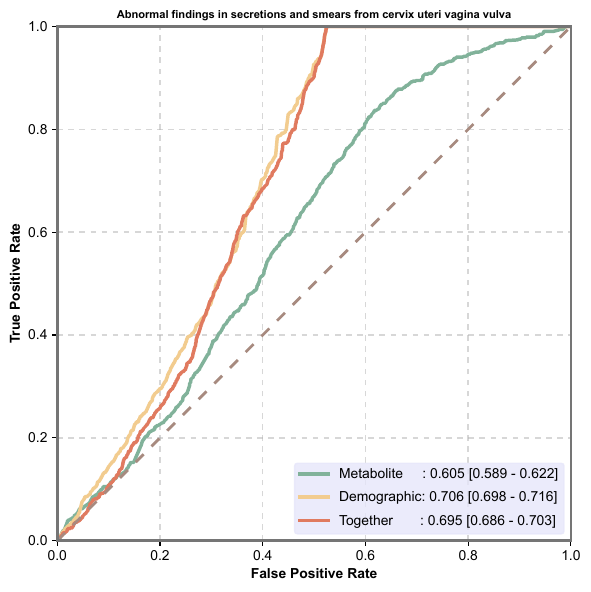 Abnormal findings in secretions and smears from cervix uteri vagina vulva
1.0
0.8
0.6
0.4
0.2
0.0
True Positive Rate
Metabolite : 0.605 [0.589 - 0.622]
Demographic: 0.706 [0.698 - 0.716]
Together : 0.695 [0.686 - 0.703]
0.0 0.2 0.4 0.6 0.8 1.0
False Positive Rate